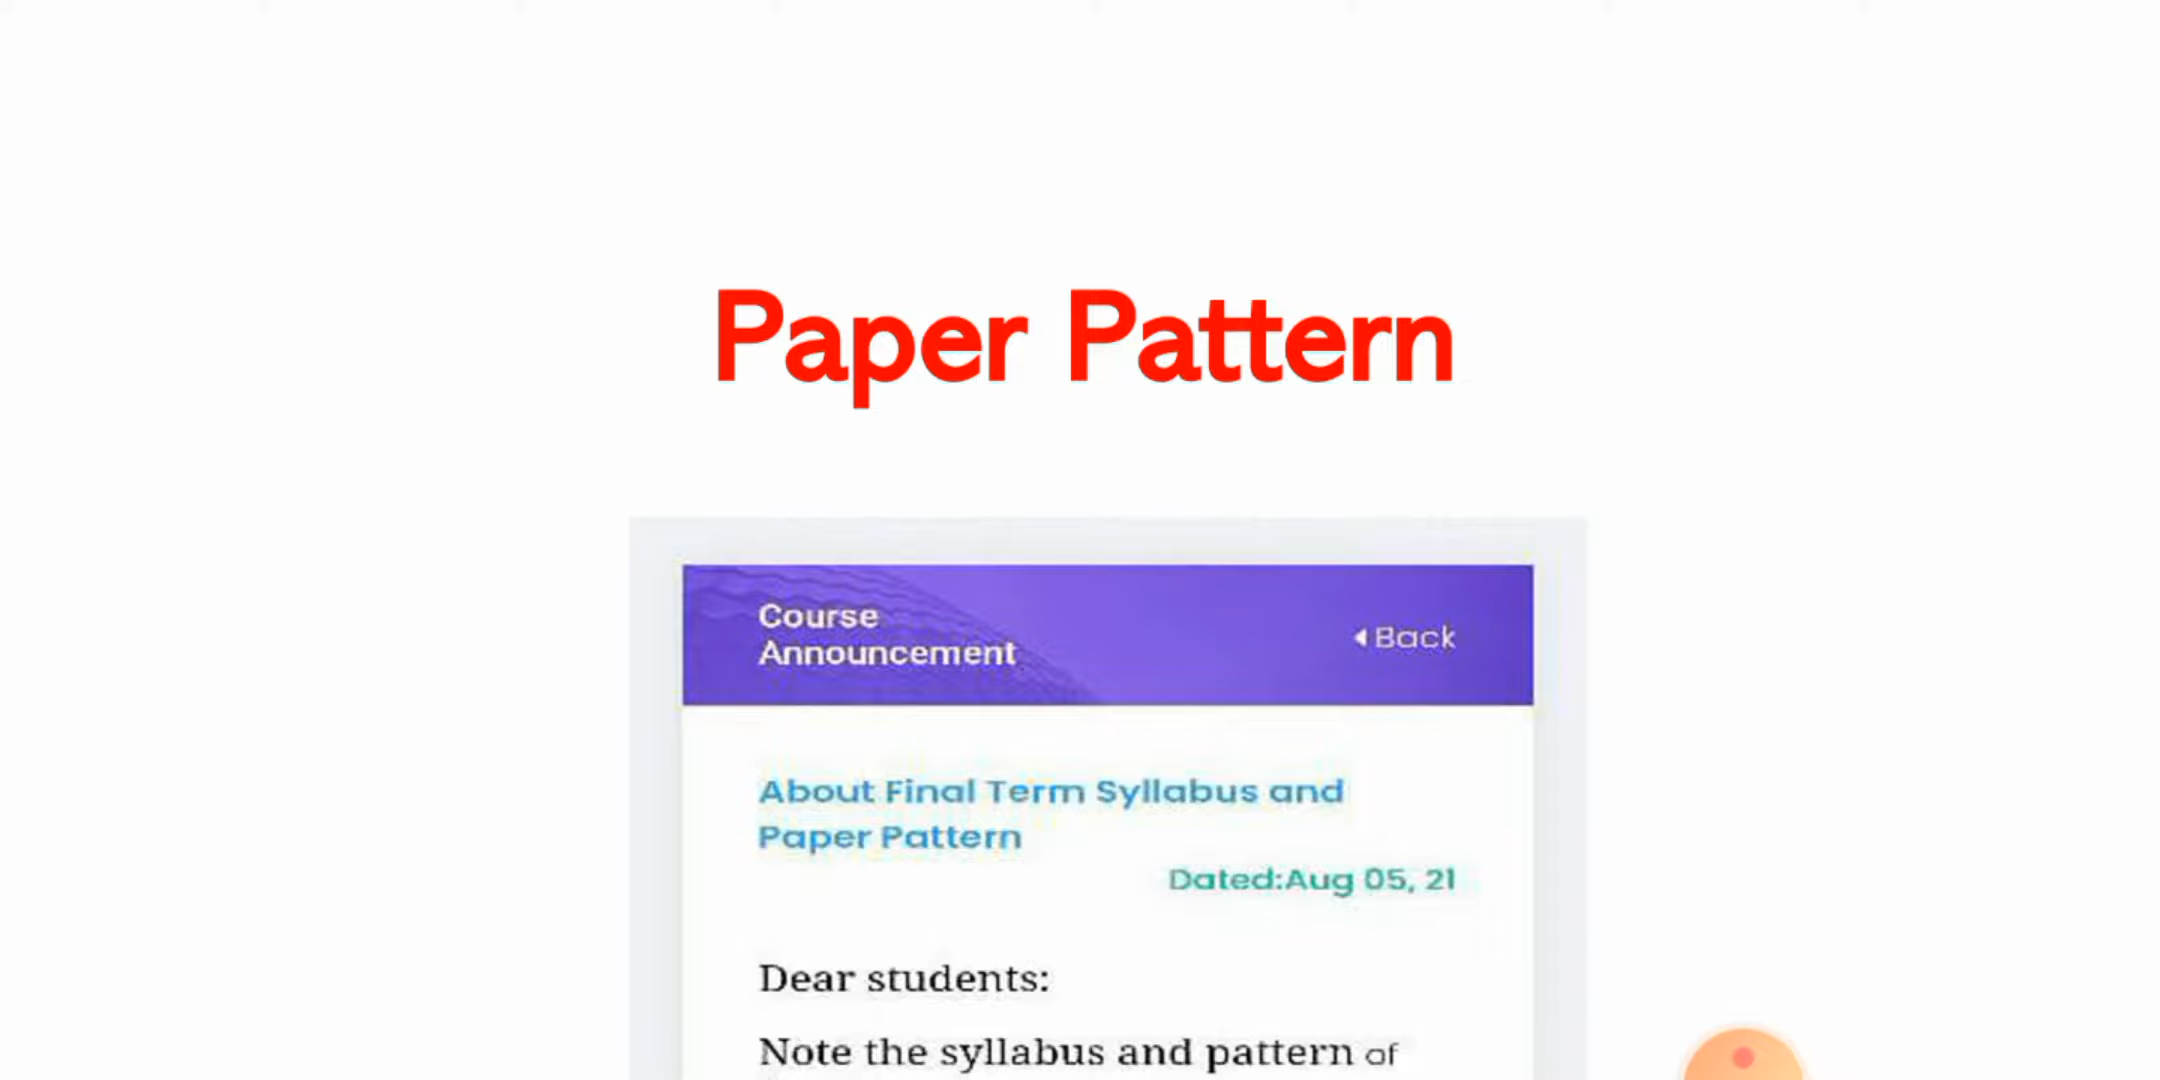 Paper Pattern
Course
Announcement
Back
About Final Term Syllabus and
Paper Pattern
Dated:Aug 05, 21
Dear students:
Note the syllabus and pattern of